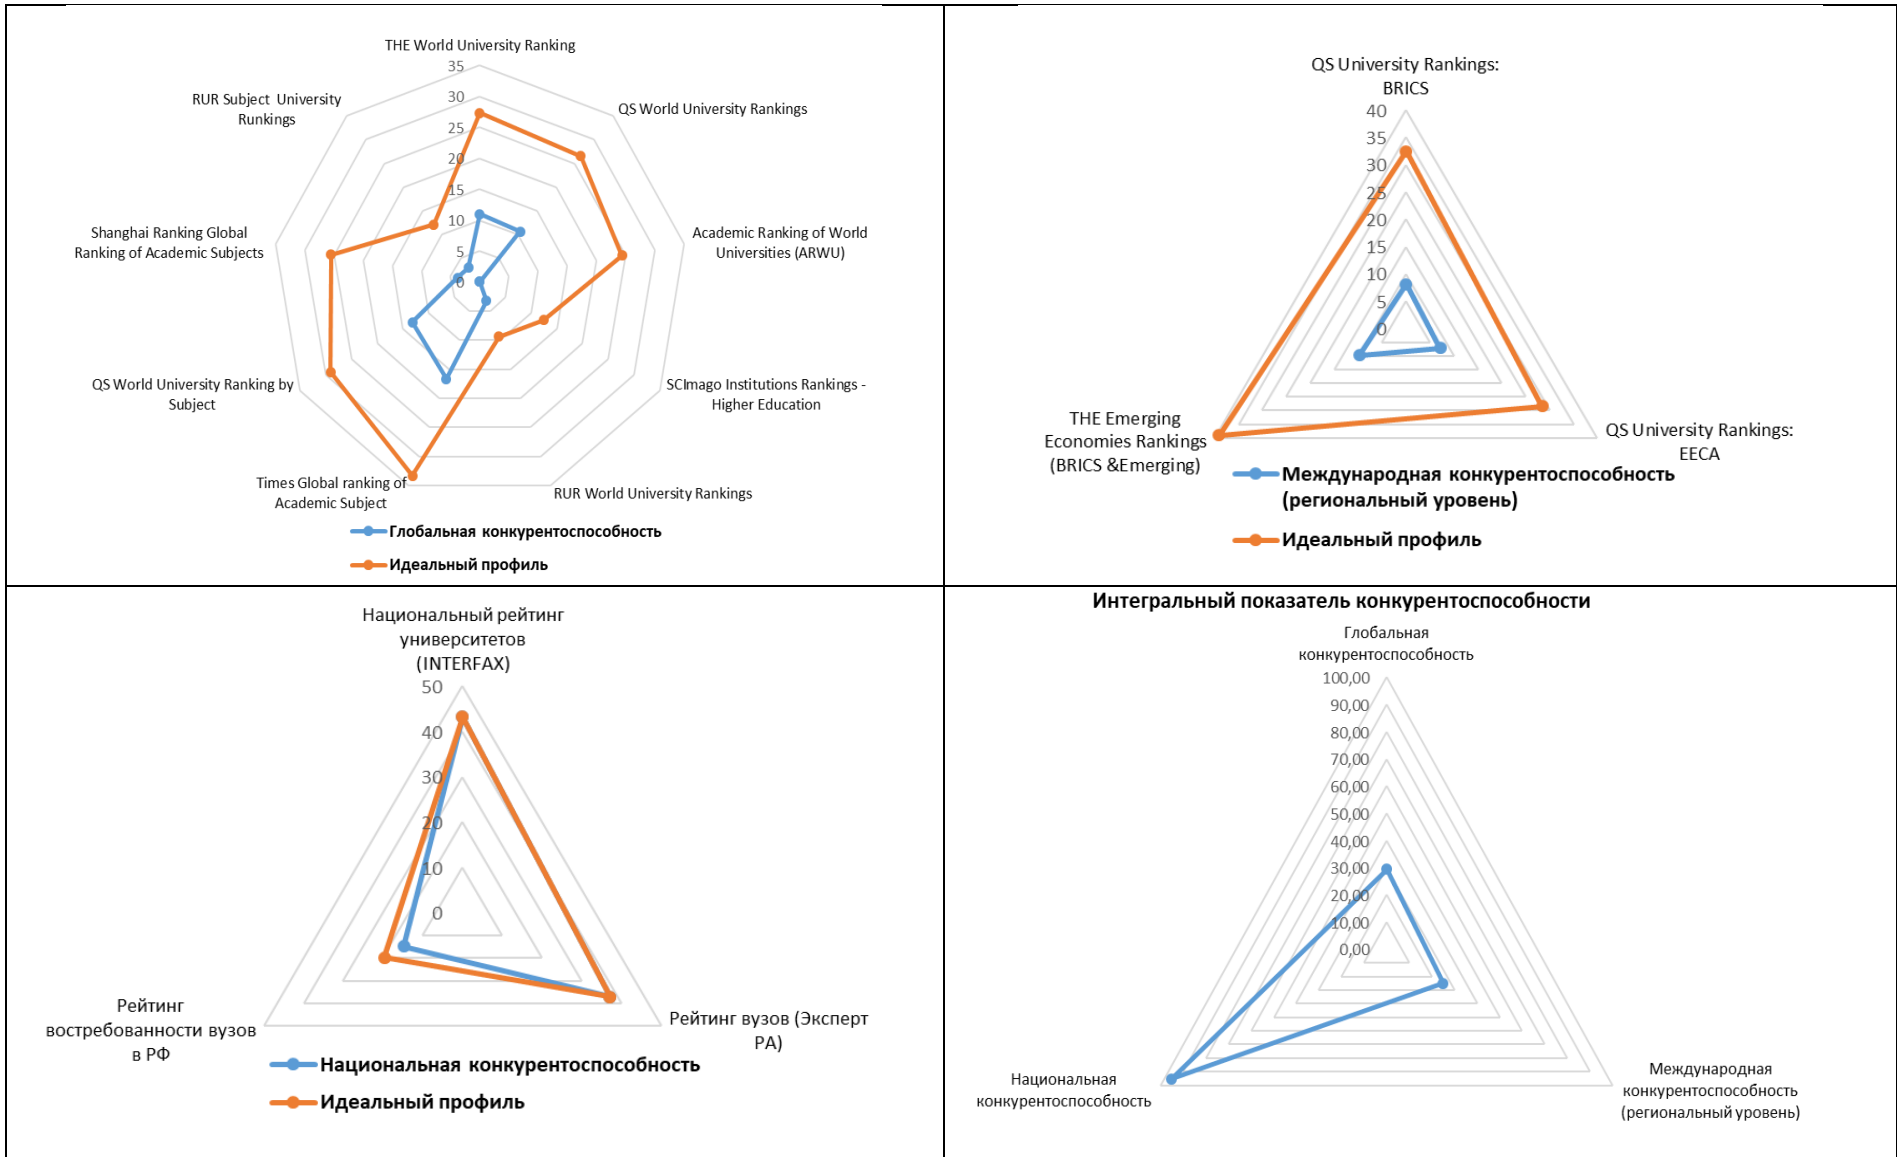 THE World University Ranking
35
30
25
20
15
10
5
0
QS World University Rankings
Academic Ranking of World
Universities (ARWU)
SCImago Institutions Rankings -
Higher Education
RUR World University Rankings
Times Global ranking of
Academic Subject
QS World University Ranking by
Subject
Shanghai Ranking Global
Ranking of Academic Subjects
RUR Subject University
Runkings
Глобальная конкурентоспособность
Идеальный профиль
QS University Rankings:
BRICS
40
35
30
25
20
15
10
5
0
QS University Rankings:
EECA
THE Emerging
Economies Rankings
(BRICS &Emerging)
Международная конкурентоспособность
(региональный уровень)
Идеальный профиль
Национальный рейтинг
университетов
(INTERFAX)
50
40
30
20
10
0
Рейтинг вузов (Эксперт
РА)
Рейтинг
востребованности вузов
в РФ
Национальная конкурентоспособность
Идеальный профиль
Интегральный показатель конкурентоспособности
Глобальная
конкурентоспособность
100,00
90,00
80,00
70,00
60,00
50,00
40,00
30,00
20,00
10,00
0,00
Международная
конкурентоспособность
(региональный уровень)
Национальная
конкурентоспособность